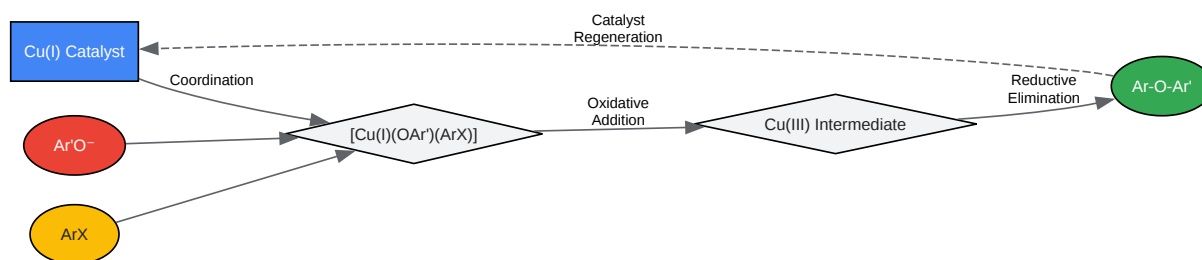 Cu(I) Catalyst
Catalyst
Regeneration
Coordination
Ar'O⁻
ArX
[Cu(I)(OAr')(ArX)]
Oxidative
Addition
Cu(III) Intermediate
Reductive
Elimination
Ar-O-Ar'